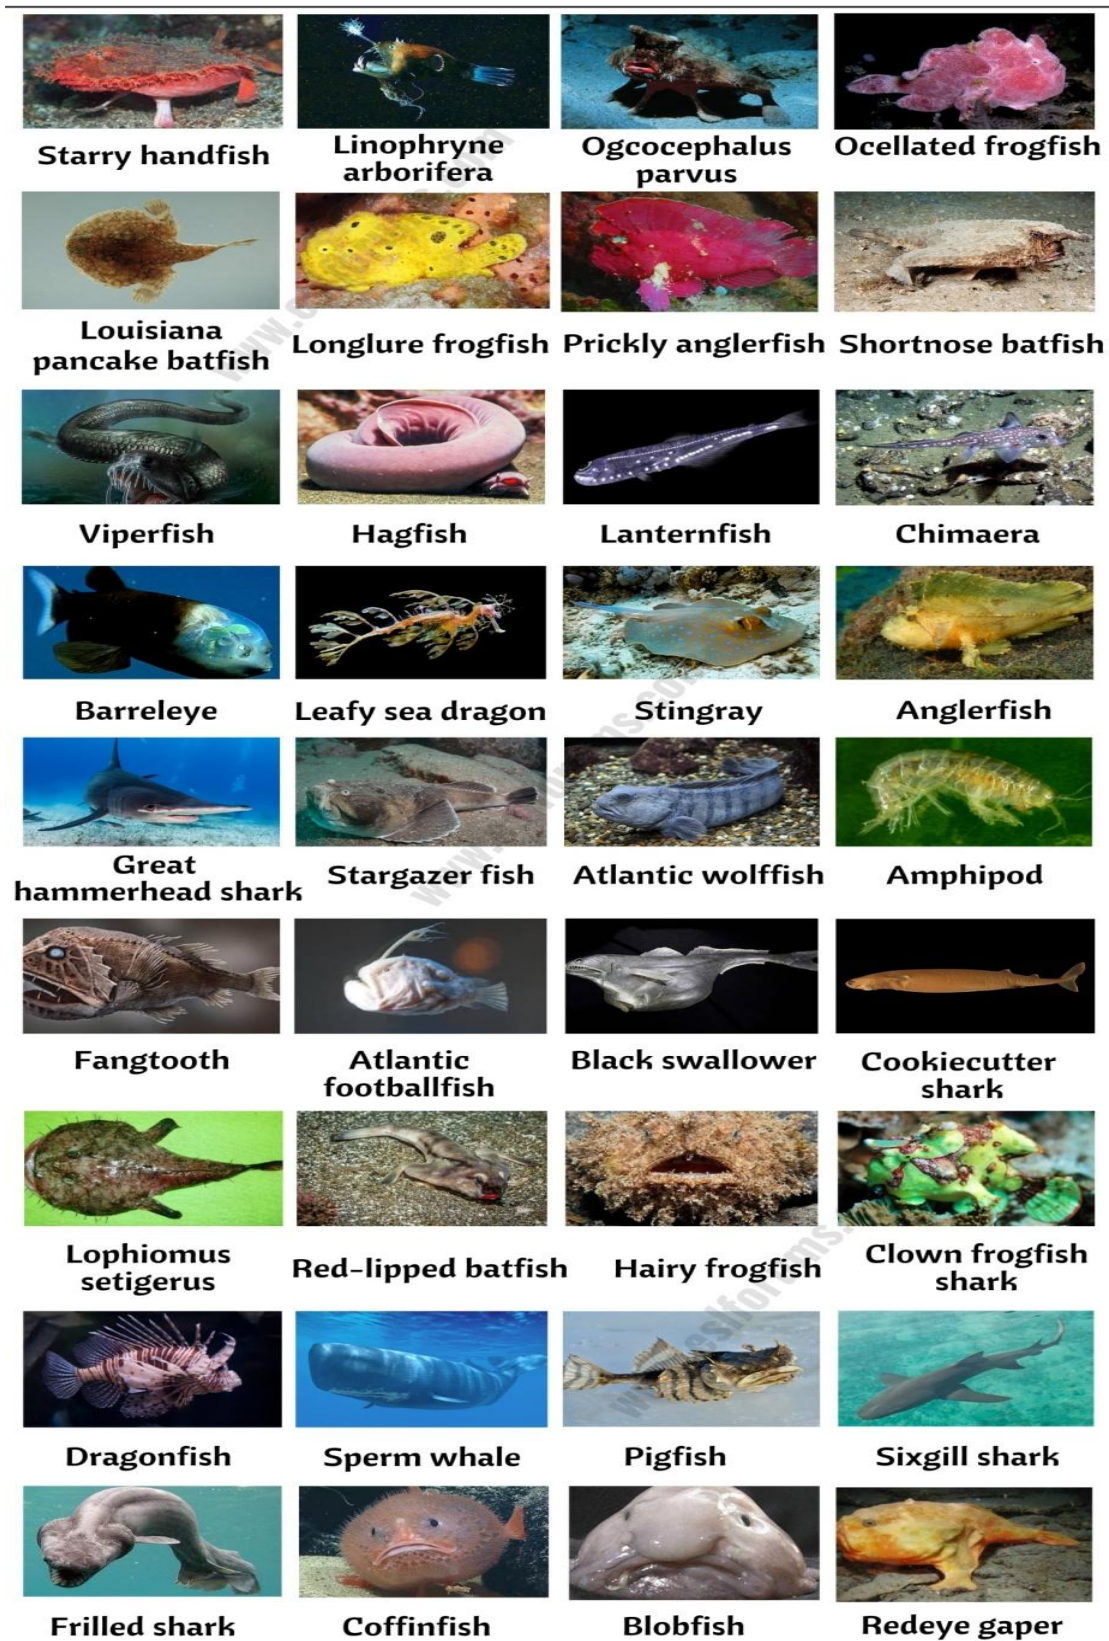 Starry handfish
Linophryne
arborifera
Ogcocephalus
parvus
Ocellated frogfish
Louisiana
pancake batfish
Longlure frogfish
Prickly anglerfish
Shortnose batfish
Viperfish
Hagfish
Lanternfish
Chimaera
Barreleye
Leafy sea dragon
Stingray
Anglerfish
Great
hammerhead shark
Stargazer fish
Atlantic wolffish
Amphipod
Fangtooth
Atlantic
footballfish
Black swallower
Cookiecutter
shark
Lophiomus
setigerus
Red-lipped batfish
Hairy frogfish
Clown frogfish
shark
Dragonfish
Sperm whale
Pigfish
Sixgill shark
Frilled shark
Coffinfish
Blobfish
Redeye gaper